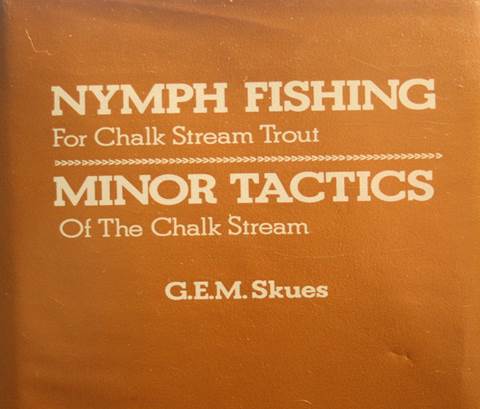 NYMPH FISHING
For Chalk Stream Trout
MINOR TACTICS
Of The Chalk Stream
G.E.M. Skues